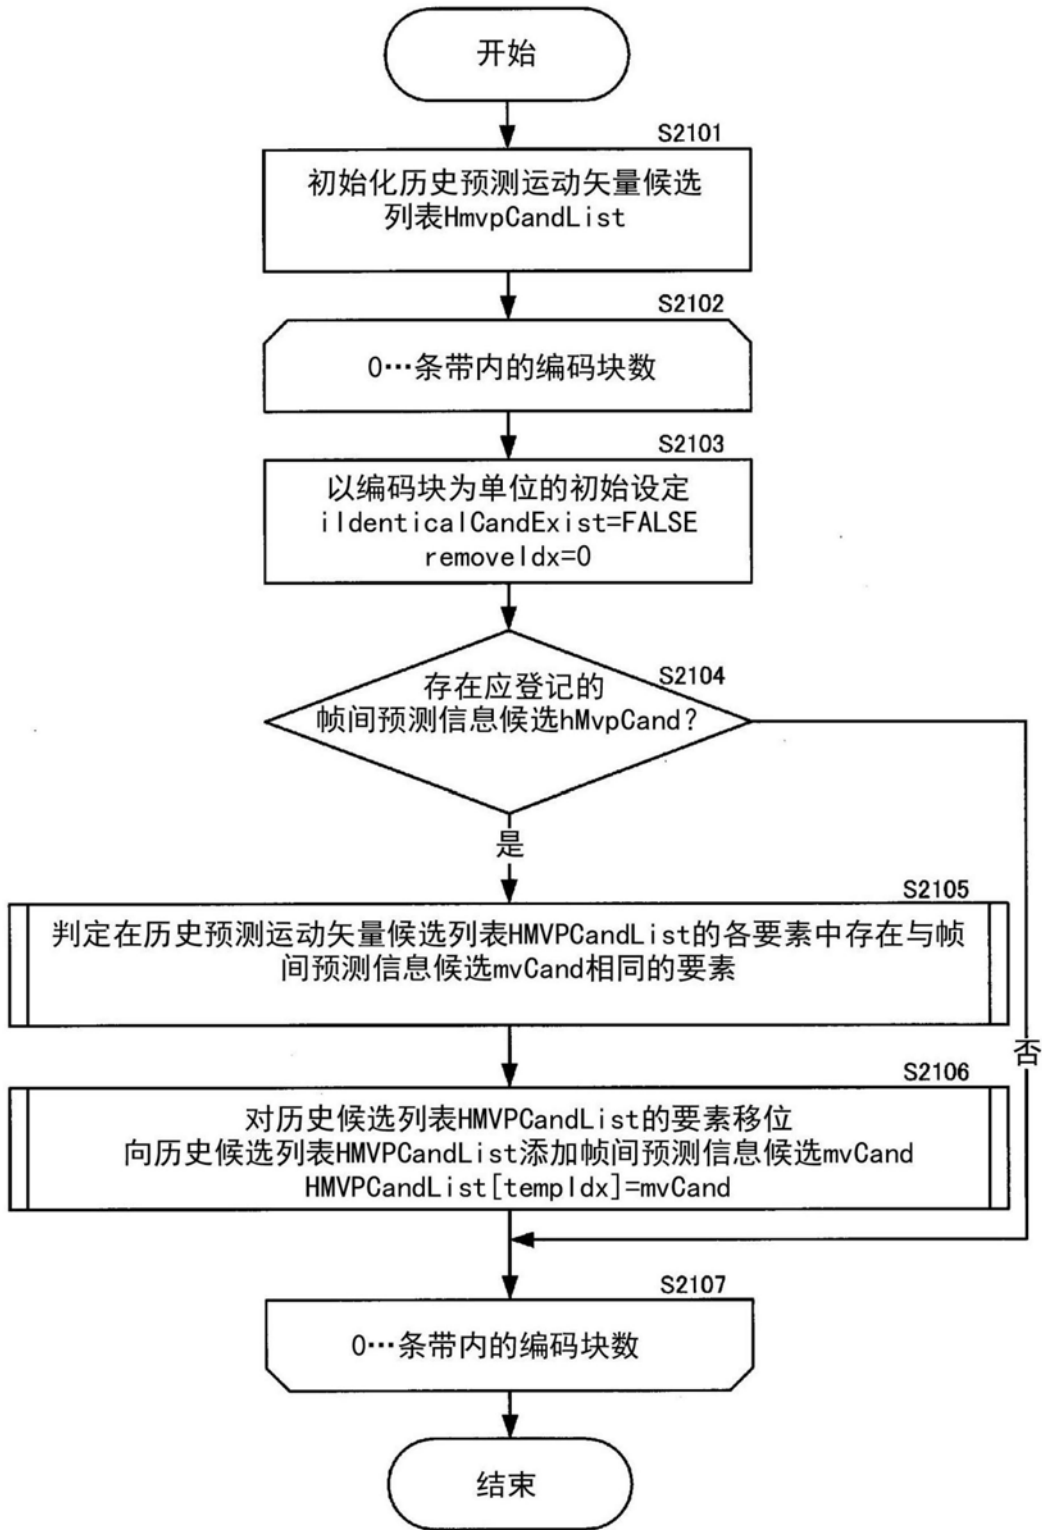 开始
S2101
初始化历史预测运动矢量候选
列表HmvpCandList
S2102
0…条带内的编码块数
S2103
以编码块为单位的初始设定
iIdenticalCandExist=FALSE
removeIdx=0
S2104
存在应登记的
帧间预测信息候选hMvpCand?
是
S2105
判定在历史预测运动矢量候选列表HMVPCandList的各要素中存在与帧
间预测信息候选mvCand相同的要素
否
S2106
对历史候选列表HMVPCandList的要素移位
向历史候选列表HMVPCandList添加帧间预测信息候选mvCand
HMVPCandList[tempIdx]=mvCand
S2107
0…条带内的编码块数
结束